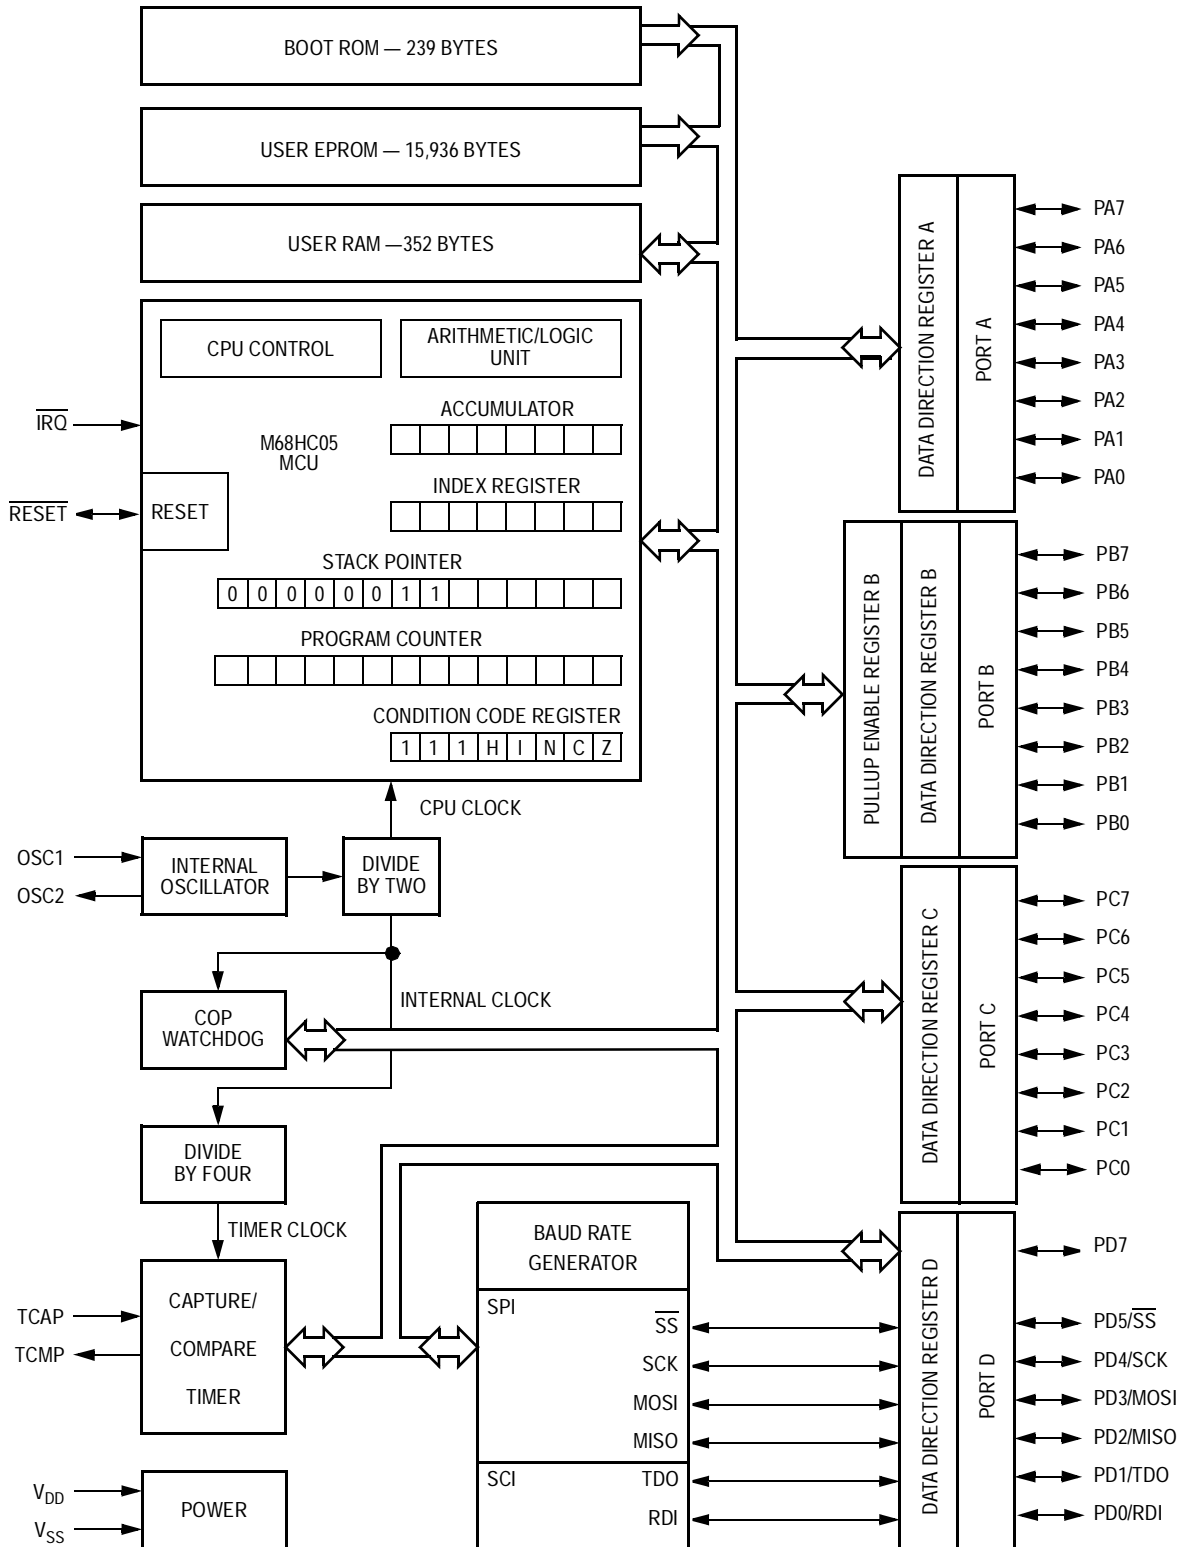 BOOT ROM — 239 BYTES
USER EPROM — 15,936 BYTES
USER RAM —352 BYTES
CPU CONTROL
ARITHMETIC/LOGIC
UNIT
ACCUMULATOR
M68HC05
MCU
INDEX REGISTER
IRQ
RESET
RESET
STACK POINTER
0 0 0 0 0 0 1 1
PROGRAM COUNTER
CONDITION CODE REGISTER
1 1 1 H I N C Z
CPU CLOCK
OSC1
OSC2
INTERNAL
OSCILLATOR
DIVIDE
BY TWO
INTERNAL CLOCK
COP
WATCHDOG
DIVIDE
BY FOUR
TIMER CLOCK
TCAP
TCMP
CAPTURE/
COMPARE
TIMER
VDD
VSS
POWER
BAUD RATE
GENERATOR
SPI
SS
SCK
MOSI
MISO
SCI
TDO
RDI
DATA DIRECTION REGISTER A
PORT A
PA7
PA6
PA5
PA4
PA3
PA2
PA1
PA0
PULLUP ENABLE REGISTER B
DATA DIRECTION REGISTER B
PORT B
PB7
PB6
PB5
PB4
PB3
PB2
PB1
PB0
DATA DIRECTION REGISTER C
PORT C
PC7
PC6
PC5
PC4
PC3
PC2
PC1
PC0
DATA DIRECTION REGISTER D
PORT D
PD7
PD5/SS
PD4/SCK
PD3/MOSI
PD2/MISO
PD1/TDO
PD0/RDI